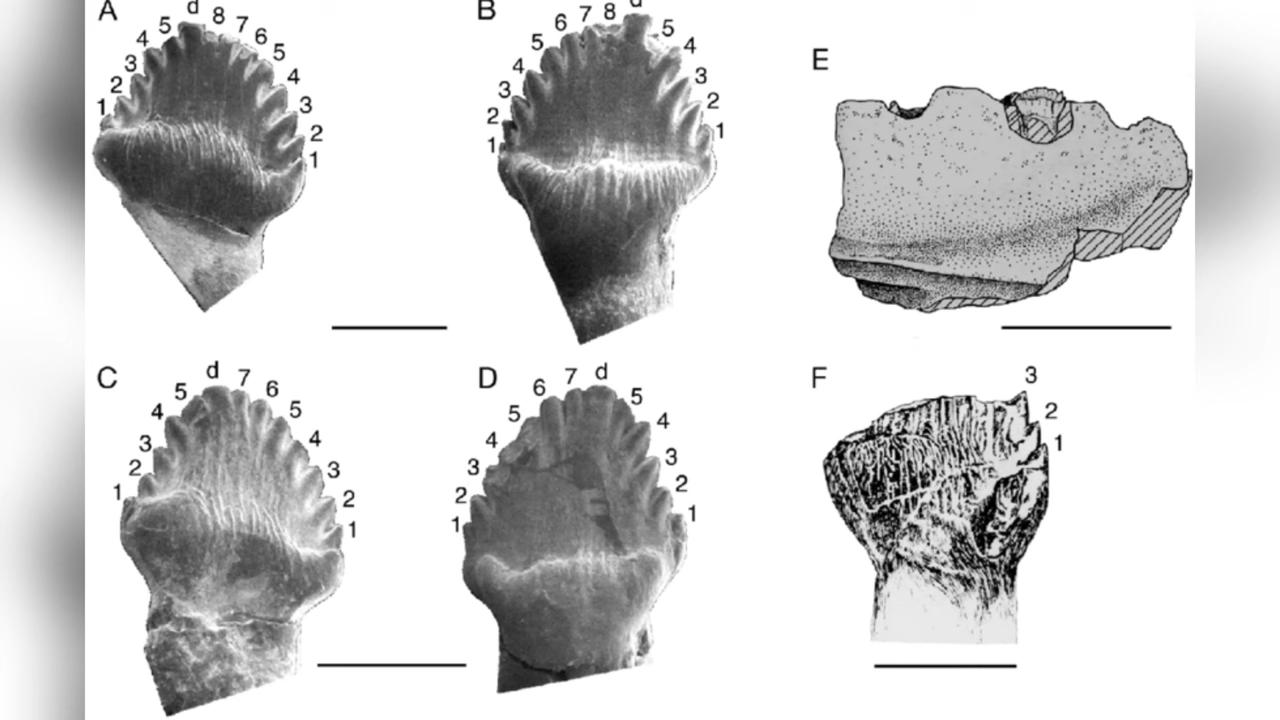 A
1 2 3 4 5 d 8 7 6 5 4 3 2 1
B
1 2 3 4 5 6 7 8 d 5 4 3 2 1
E
C
1 2 3 4 5 d 7 6 5 4 3 2 1
D
1 2 3 4 5 6 7 d 5 4 3 2 1
F
3
2
1